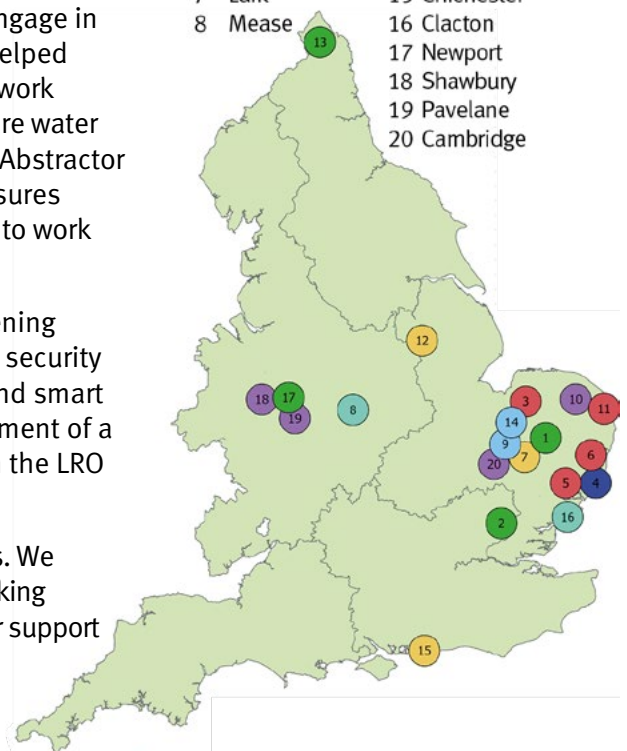 ngage in
elped
work
re water
Abstractor
sures
to work
ening
security
nd smart
ment of a
the LRO
s. We
king
r support
8 Mease
16 Clacton
17 Newport
18 Shawbury
19 Pavelane
20 Cambridge
13
12
18
17
19
8
3
10
11
14
1
9
20
7
6
5
4
16
2
15